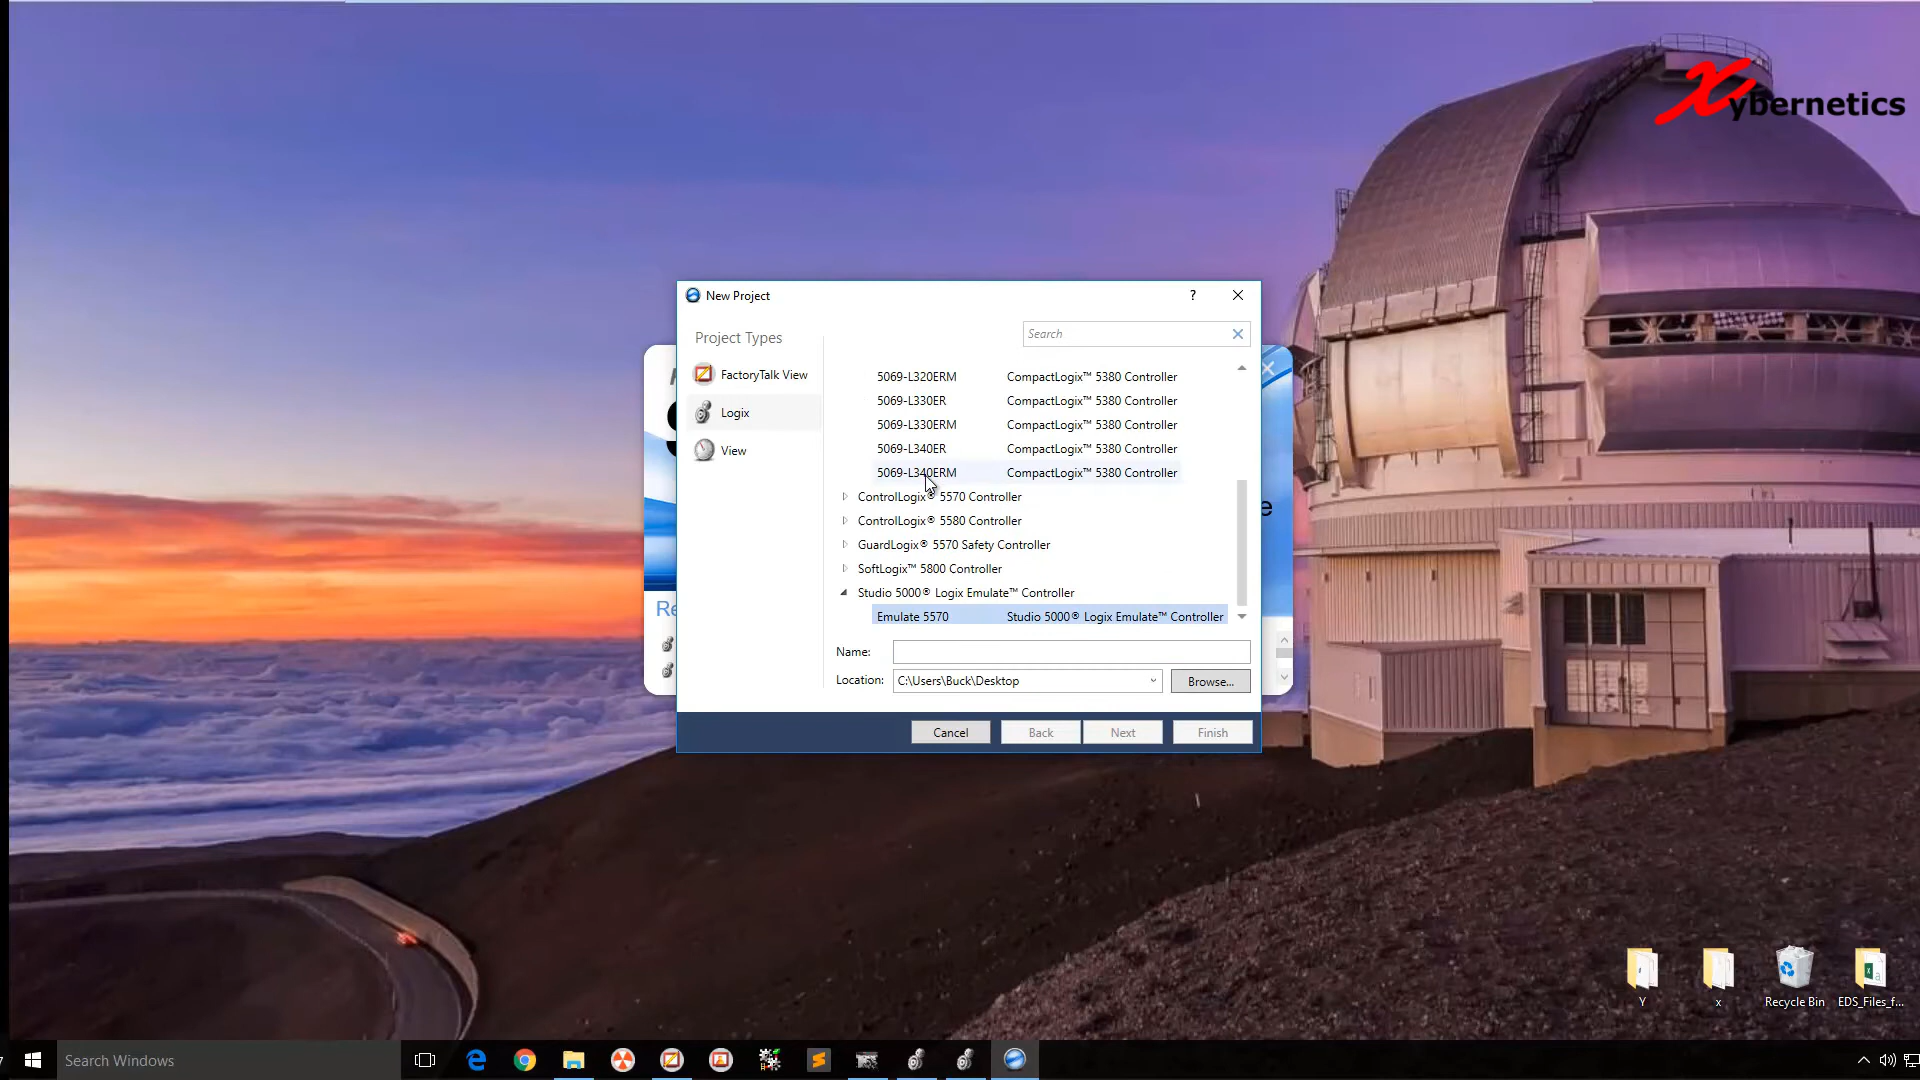 Xybernetics
New Project
?
Project Types
Search
FactoryTalk View
Logix
View
5069-L320ERM CompactLogix™ 5380 Controller
5069-L330ER CompactLogix™ 5380 Controller
5069-L330ERM CompactLogix™ 5380 Controller
5069-L340ER CompactLogix™ 5380 Controller
5069-L340ERM CompactLogix™ 5380 Controller
ControlLogix® 5570 Controller
ControlLogix® 5580 Controller
GuardLogix® 5570 Safety Controller
SoftLogix™ 5800 Controller
Studio 5000® Logix Emulate™ Controller
Emulate 5570 Studio 5000® Logix Emulate™ Controller
Name:
Location: C:\Users\Buck\Desktop Browse...
Cancel Back Next Finish
Re
e
Y x Recycle Bin EDS_Files_f...
Search Windows